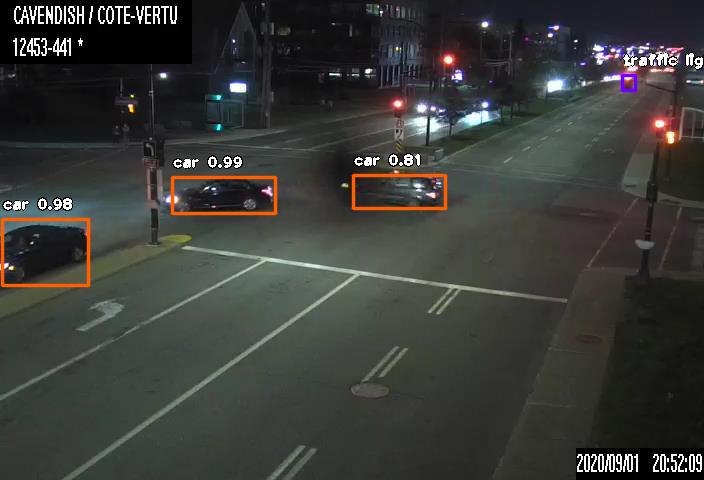 CAVENDISH / COTE-VERTU
12453-441 *
traffic lig
car 0.99
car 0.81
car 0.98
2020/09/01 20:52:09